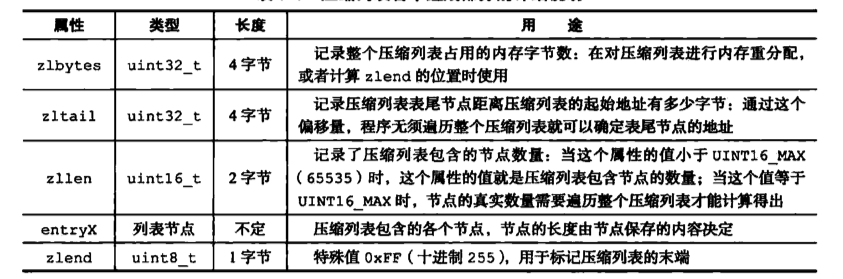 属性 类型 长度 用 途
zlbytes uint32_t 4字节 记录整个压缩列表占用的内存字节数：在对压缩列表进行内存重分配，
或者计算 zlend 的位置时使用
zltail uint32_t 4字节 记录压缩列表表尾节点距离压缩列表的起始地址有多少字节：通过这个
偏移量，程序无须遍历整个压缩列表就可以确定表尾节点的地址
zllen uint16_t 2字节 记录了压缩列表包含的节点数量：当这个属性的值小于 UINT16_MAX
（65535）时，这个属性的值就是压缩列表包含节点的数量；当这个值等于
UINT16_MAX 时，节点的真实数量需要遍历整个压缩列表才能计算得出
entryX 列表节点 不定 压缩列表包含的各个节点，节点的长度由节点保存的内容决定
zlend uint8_t 1字节 特殊值 0xFF（十进制 255），用于标记压缩列表的末端